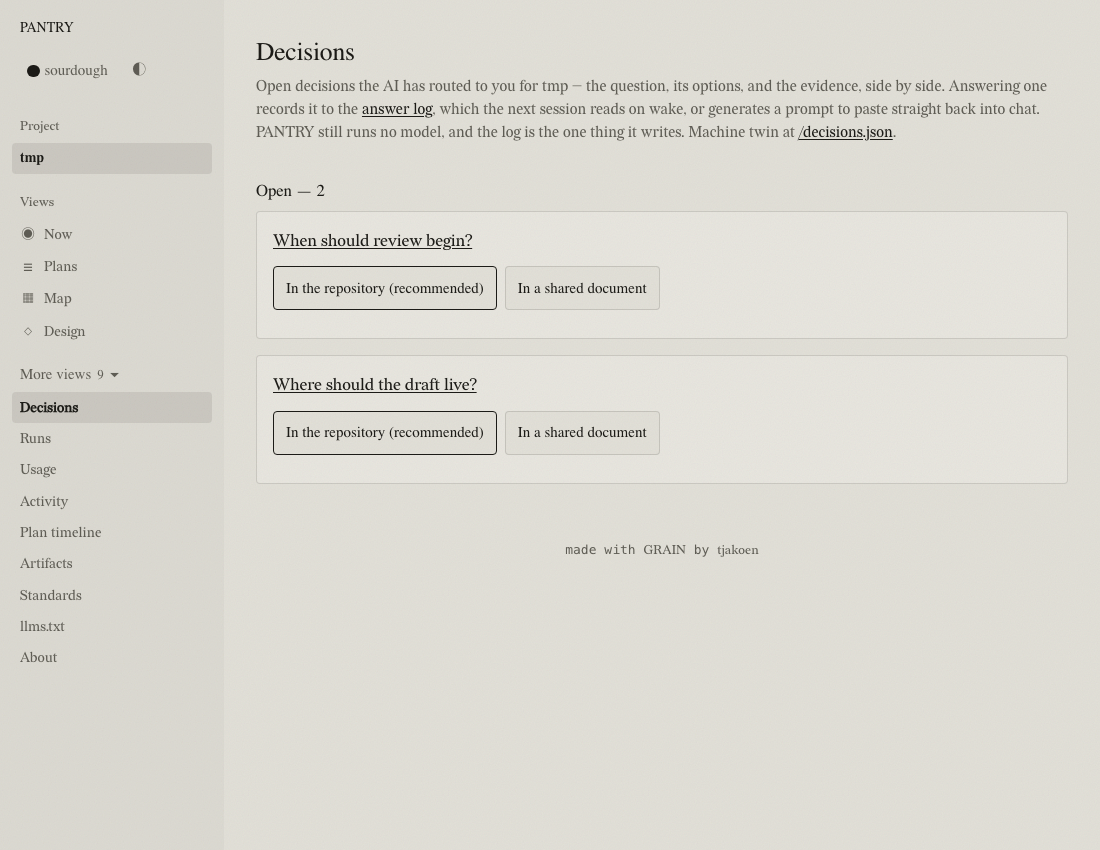 PANTRY
sourdough
Project
tmp
Views
Now
Plans
Map
Design
More views 9
Decisions
Runs
Usage
Activity
Plan timeline
Artifacts
Standards
llms.txt
About
Decisions
Open decisions the AI has routed to you for tmp — the question, its options, and the evidence, side by side. Answering one
records it to the answer log, which the next session reads on wake, or generates a prompt to paste straight back into chat.
PANTRY still runs no model, and the log is the one thing it writes. Machine twin at /decisions.json.
Open — 2
When should review begin?
In the repository (recommended) In a shared document
Where should the draft live?
In the repository (recommended) In a shared document
made with GRAIN by tjakoen